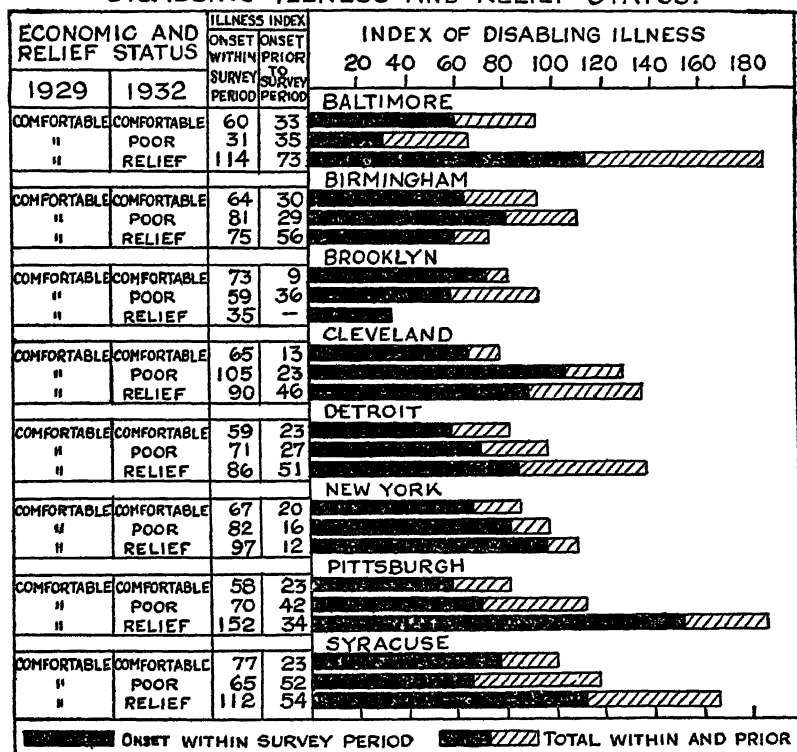 DISABLING ILLNESS AND RELIEF STATUS.
ECONOMIC AND RELIEF STATUS
1929 1932
ILLNESS INDEX
ONSET WITHIN SURVEY PERIOD
ONSET PRIOR TO SURVEY PERIOD
INDEX OF DISABLING ILLNESS
20 40 60 80 100 120 140 160 180
BALTIMORE
COMFORTABLE COMFORTABLE 60 33
" POOR 31 35
" RELIEF 114 73
BIRMINGHAM
COMFORTABLE COMFORTABLE 64 30
" POOR 81 29
" RELIEF 75 56
BROOKLYN
COMFORTABLE COMFORTABLE 73 9
" POOR 59 36
" RELIEF 35 —
CLEVELAND
COMFORTABLE COMFORTABLE 65 13
" POOR 105 23
" RELIEF 90 46
DETROIT
COMFORTABLE COMFORTABLE 59 23
" POOR 71 27
" RELIEF 86 51
NEW YORK
COMFORTABLE COMFORTABLE 67 20
" POOR 82 16
" RELIEF 97 12
PITTSBURGH
COMFORTABLE COMFORTABLE 58 23
" POOR 70 42
" RELIEF 152 34
SYRACUSE
COMFORTABLE COMFORTABLE 77 23
" POOR 65 52
" RELIEF 112 54
ONSET WITHIN SURVEY PERIOD TOTAL WITHIN AND PRIOR